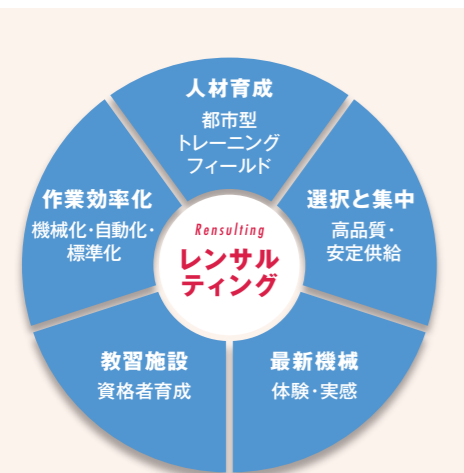 人材育成
都市型
トレーニング
フィールド
作業効率化
機械化・自動化・
標準化
選択と集中
高品質・
安定供給
Rensulting
レンサル
ティング
教習施設
資格者育成
最新機械
体験・実感